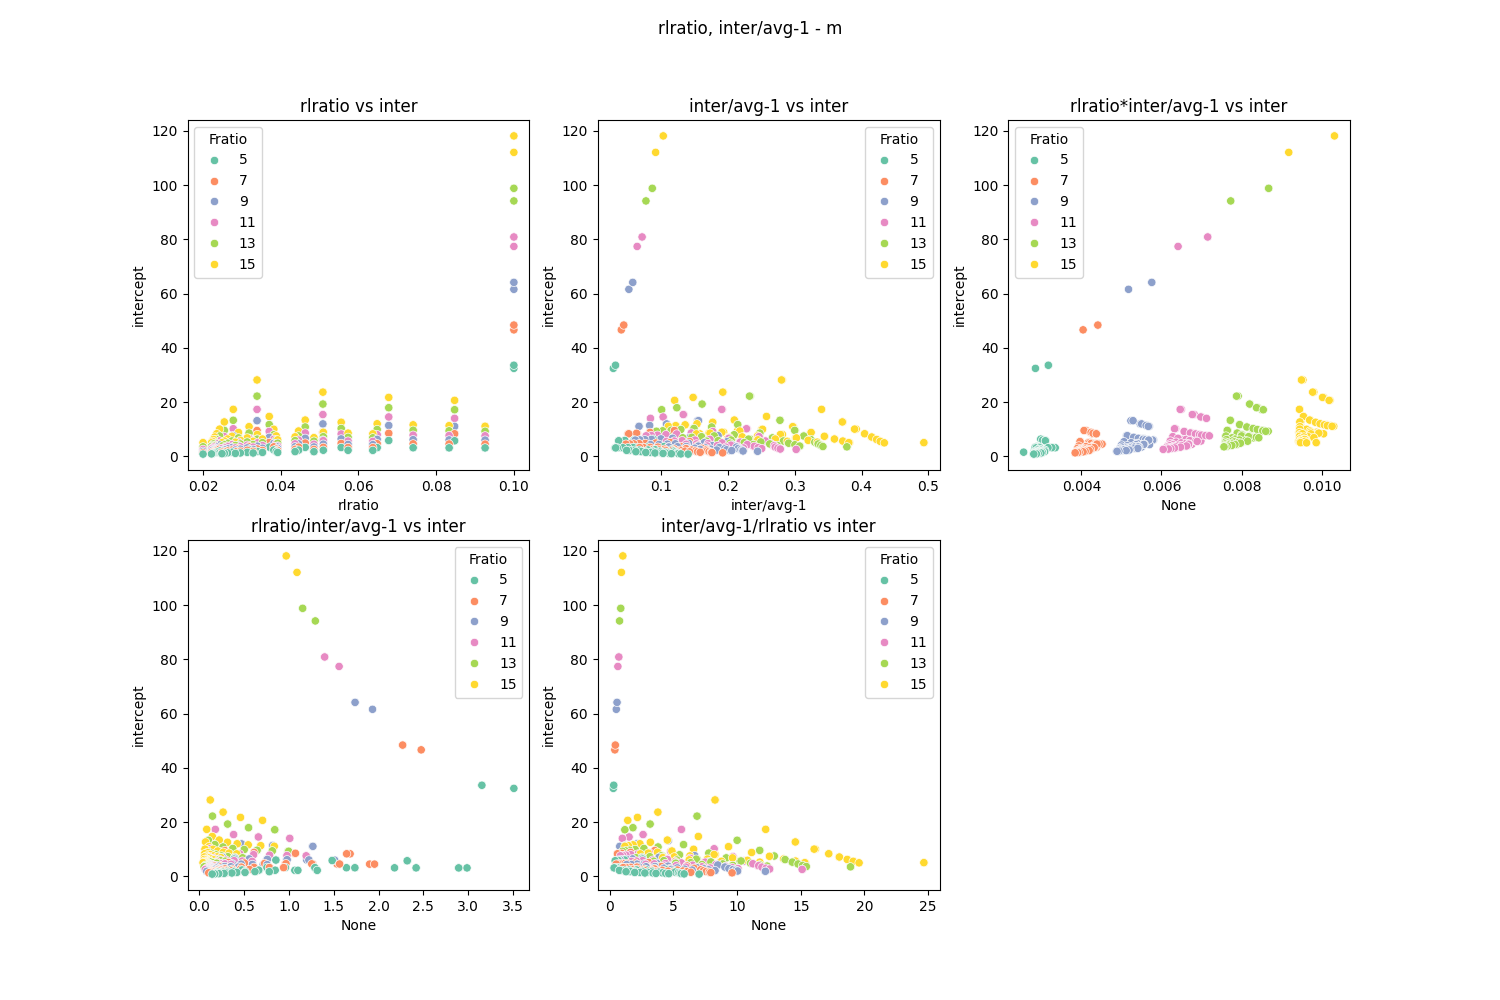 rlratio, inter/avg-1 - m
rlratio vs inter
intercept
120
100
80
60
40
20
0
Fratio
5
7
9
11
13
15
0.02 0.04 0.06 0.08 0.10
rlratio
inter/avg-1 vs inter
intercept
120
100
80
60
40
20
0
Fratio
5
7
9
11
13
15
0.1 0.2 0.3 0.4 0.5
inter/avg-1
rlratio*inter/avg-1 vs inter
intercept
120
100
80
60
40
20
0
Fratio
5
7
9
11
13
15
0.004 0.006 0.008 0.010
None
rlratio/inter/avg-1 vs inter
intercept
120
100
80
60
40
20
0
Fratio
5
7
9
11
13
15
0.0 0.5 1.0 1.5 2.0 2.5 3.0 3.5
None
inter/avg-1/rlratio vs inter
intercept
120
100
80
60
40
20
0
Fratio
5
7
9
11
13
15
0 5 10 15 20 25
None